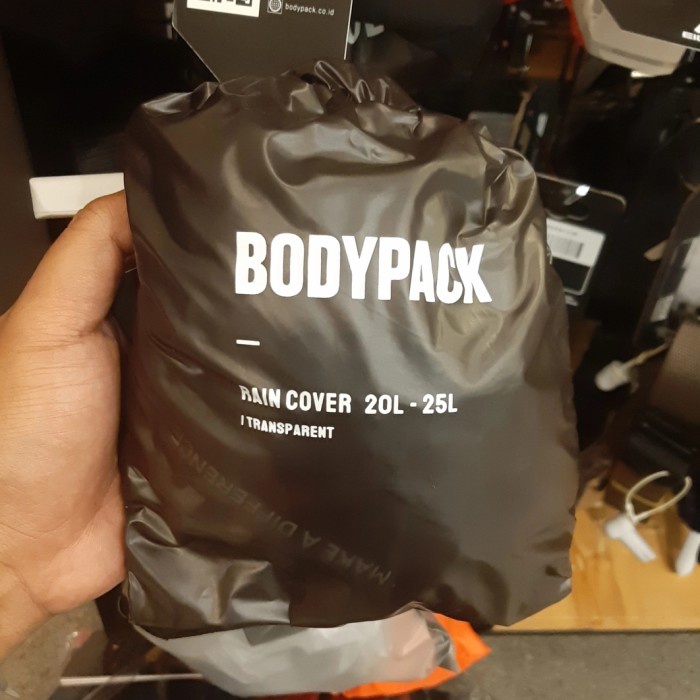 bodypack.co.id
BODYPACK
RAIN COVER 20L - 25L
/ TRANSPARENT
MAKE A DIFFERENCE